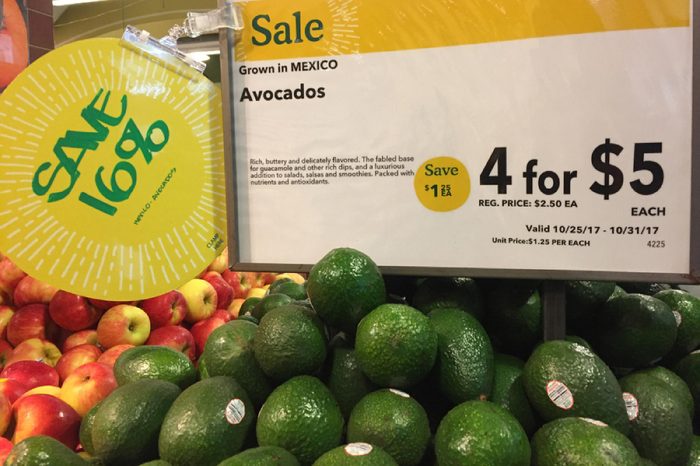 Sale
Grown in MEXICO
Avocados
Rich, buttery and delicately flavored. The fabled base
for guacamole and other rich dips, and a luxurious
addition to salads, salsas and smoothies. Packed with
nutrients and antioxidants.
Save
$1 25 EA
4 for $5
REG. PRICE: $2.50 EA
EACH
Valid 10/25/17 - 10/31/17
Unit Price:$1.25 PER EACH
4225
SAVE
16%